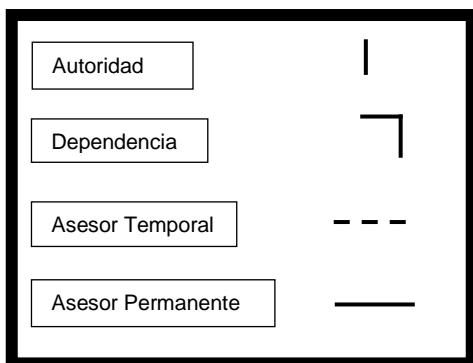 Autoridad
Dependencia
Asesor Temporal
Asesor Permanente